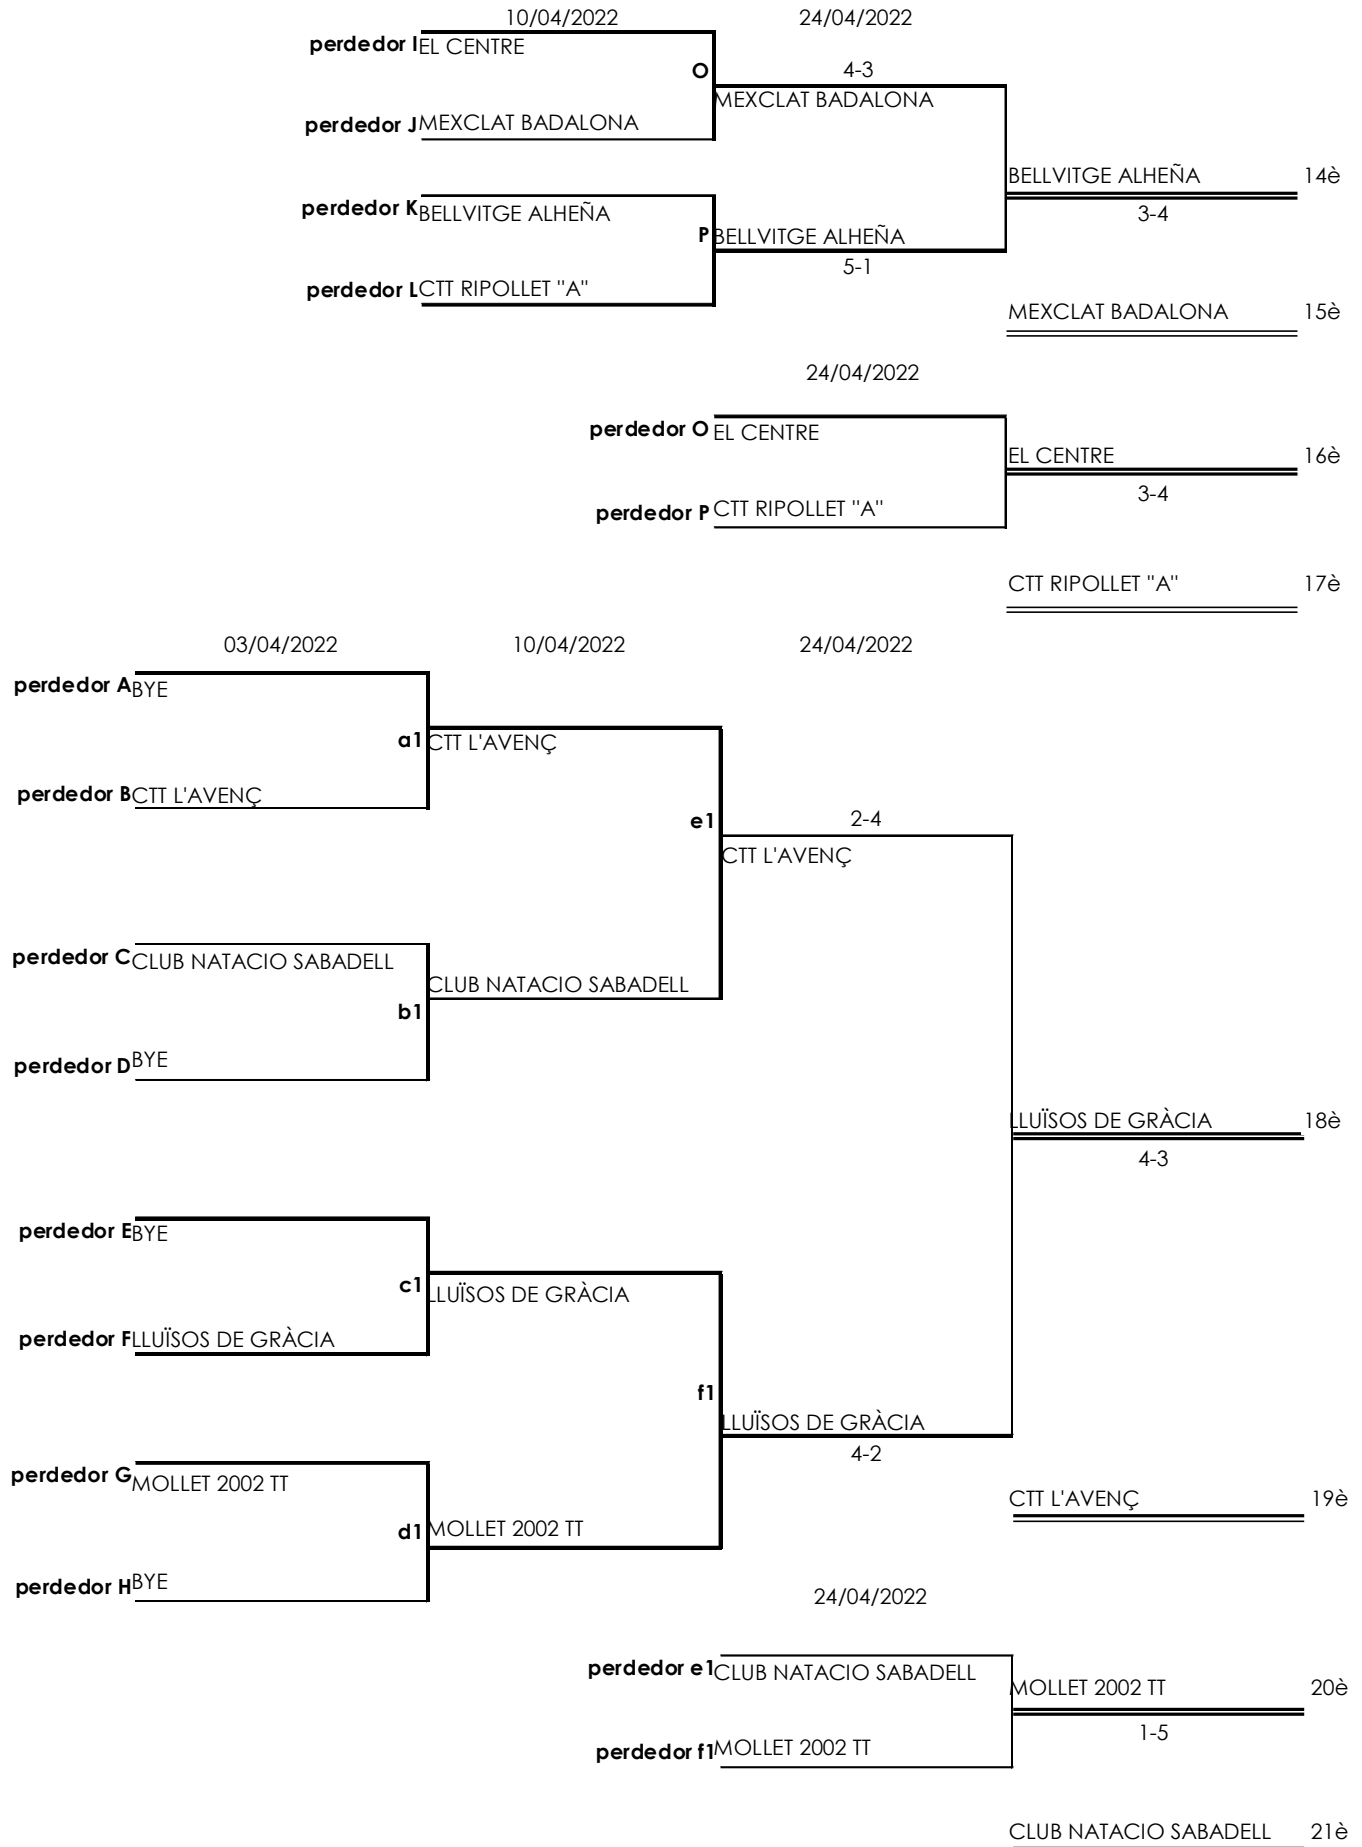 10/04/2022 24/04/2022
perdedor I EL CENTRE
O 4-3
MEXCLAT BADALONA
perdedor J MEXCLAT BADALONA
BELLVITGE ALHEÑA 14è
perdedor K BELLVITGE ALHEÑA 3-4
P BELLVITGE ALHEÑA
5-1
perdedor L CTT RIPOLLET "A"
MEXCLAT BADALONA 15è
24/04/2022
perdedor O EL CENTRE
EL CENTRE 16è
3-4
perdedor P CTT RIPOLLET "A"
CTT RIPOLLET "A" 17è
03/04/2022 10/04/2022 24/04/2022
perdedor A BYE
a1 CTT L'AVENÇ
perdedor B CTT L'AVENÇ
e1 2-4
CTT L'AVENÇ
perdedor C CLUB NATACIO SABADELL
CLUB NATACIO SABADELL
b1
perdedor D BYE
LLUÏSOS DE GRÀCIA 18è
4-3
perdedor E BYE
c1 LLUÏSOS DE GRÀCIA
perdedor F LLUÏSOS DE GRÀCIA
f1
LLUÏSOS DE GRÀCIA
4-2
perdedor G MOLLET 2002 TT
CTT L'AVENÇ 19è
d1 MOLLET 2002 TT
perdedor H BYE
24/04/2022
perdedor e1 CLUB NATACIO SABADELL
MOLLET 2002 TT 20è
1-5
perdedor f1 MOLLET 2002 TT
CLUB NATACIO SABADELL 21è